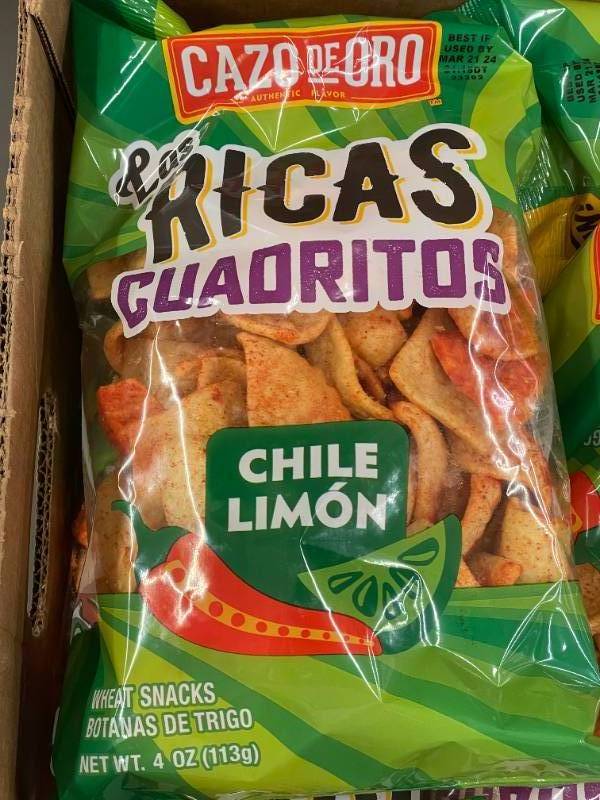 CAZO DE ORO
AUTHENTIC FLAVOR
BEST IF
USED BY
MAR 21 24
Los
RICAS
CUADRITOS
CHILE
LIMÓN
WHEAT SNACKS
BOTANAS DE TRIGO
NET WT. 4 OZ (113g)